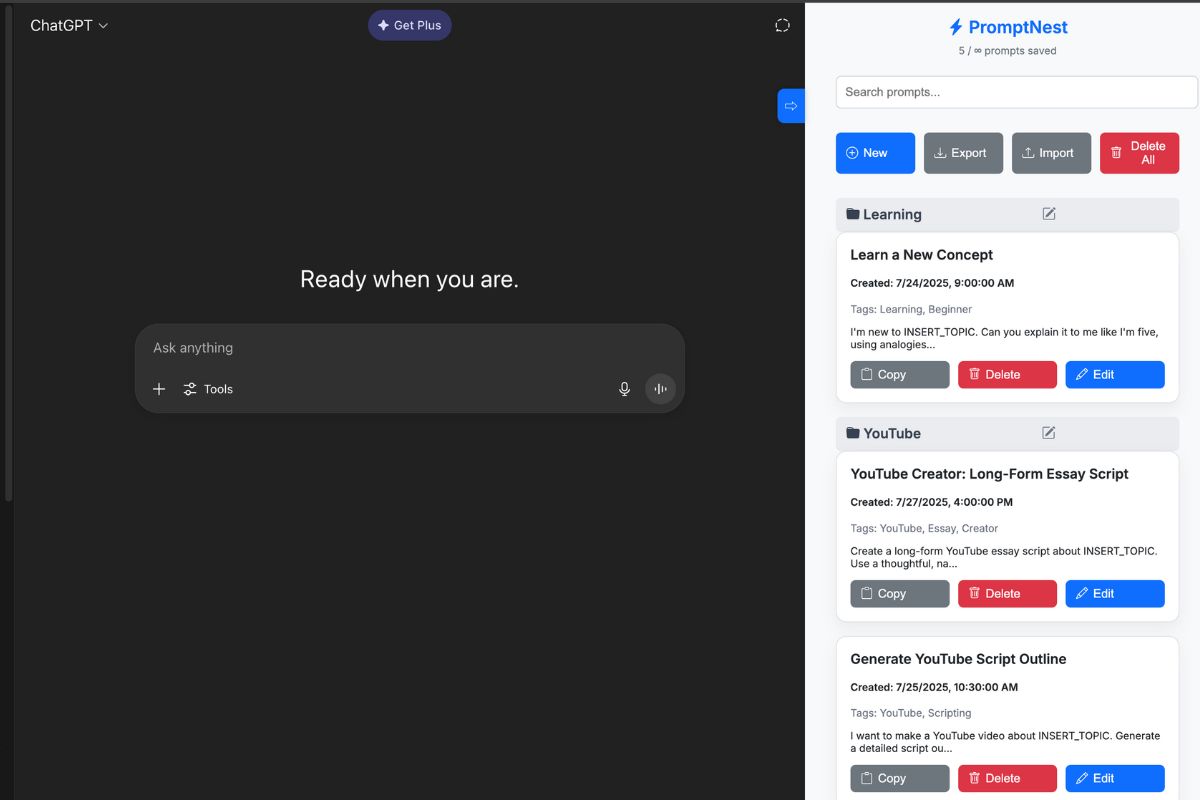 ChatGPT
Get Plus
Ready when you are.
Ask anything
Tools
PromptNest
5 / ∞ prompts saved
Search prompts...
New
Export
Import
Delete
All
Learning
Learn a New Concept
Created: 7/24/2025, 9:00:00 AM
Tags: Learning, Beginner
I'm new to INSERT_TOPIC. Can you explain it to me like I'm five,
using analogies...
Copy
Delete
Edit
YouTube
YouTube Creator: Long-Form Essay Script
Created: 7/27/2025, 4:00:00 PM
Tags: YouTube, Essay, Creator
Create a long-form YouTube essay script about INSERT_TOPIC.
Use a thoughtful, na...
Copy
Delete
Edit
Generate YouTube Script Outline
Created: 7/25/2025, 10:30:00 AM
Tags: YouTube, Scripting
I want to make a YouTube video about INSERT_TOPIC. Generate
a detailed script ou...
Copy
Delete
Edit